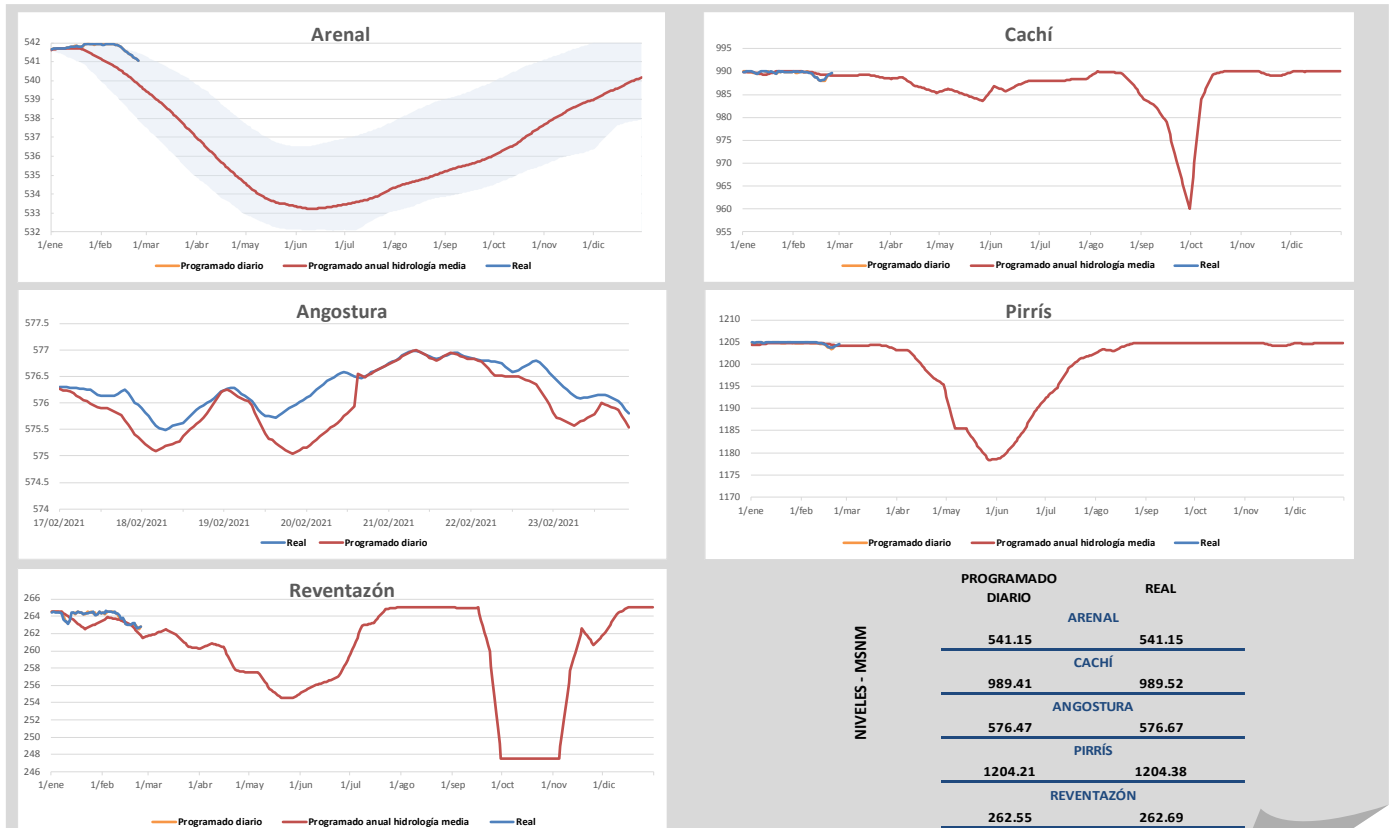 Arenal
542
541
540
539
538
537
536
535
534
533
532
1/ene 1/feb 1/mar 1/abr 1/may 1/jun 1/jul 1/ago 1/sep 1/oct 1/nov 1/dic
Programado diario Programado anual hidrología media Real
Cachí
995
990
985
980
975
970
965
960
955
1/ene 1/feb 1/mar 1/abr 1/may 1/jun 1/jul 1/ago 1/sep 1/oct 1/nov 1/dic
Programado diario Programado anual hidrología media Real
Angostura
577.5
577
576.5
576
575.5
575
574.5
574
17/02/2021 18/02/2021 19/02/2021 20/02/2021 21/02/2021 22/02/2021 23/02/2021
Real Programado diario
Pirrís
1210
1205
1200
1195
1190
1185
1180
1175
1170
1/ene 1/feb 1/mar 1/abr 1/may 1/jun 1/jul 1/ago 1/sep 1/oct 1/nov 1/dic
Programado diario Programado anual hidrología media Real
Reventazón
266
264
262
260
258
256
254
252
250
248
246
1/ene 1/feb 1/mar 1/abr 1/may 1/jun 1/jul 1/ago 1/sep 1/oct 1/nov 1/dic
Programado diario Programado anual hidrología media Real
NIVELES - MSNM
PROGRAMADO
DIARIO REAL
ARENAL
541.15 541.15
CACHÍ
989.41 989.52
ANGOSTURA
576.47 576.67
PIRRÍS
1204.21 1204.38
REVENTAZÓN
262.55 262.69